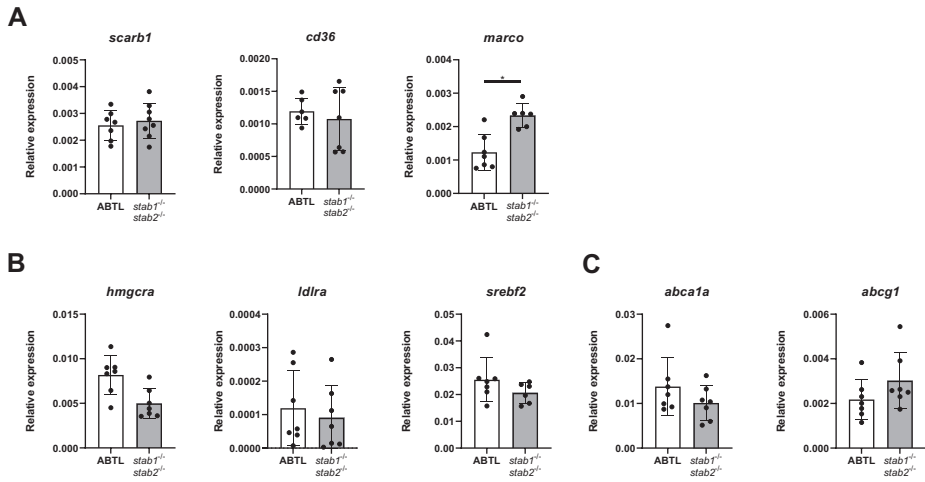 A
scarb1
Relative expression
0.005
0.004
0.003
0.002
0.001
0.000
ABTL
stab1-/-
stab2-/-
cd36
Relative expression
0.0020
0.0015
0.0010
0.0005
0.0000
ABTL
stab1-/-
stab2-/-
marco
Relative expression
0.004
0.003
0.002
0.001
0.000
*
ABTL
stab1-/-
stab2-/-
B
hmgcra
Relative expression
0.015
0.010
0.005
0.000
ABTL
stab1-/-
stab2-/-
ldlra
Relative expression
0.0004
0.0003
0.0002
0.0001
0.0000
ABTL
stab1-/-
stab2-/-
srebf2
Relative expression
0.05
0.04
0.03
0.02
0.01
0.00
ABTL
stab1-/-
stab2-/-
C
abca1a
Relative expression
0.03
0.02
0.01
0.00
ABTL
stab1-/-
stab2-/-
abcg1
Relative expression
0.006
0.004
0.002
0.000
ABTL
stab1-/-
stab2-/-